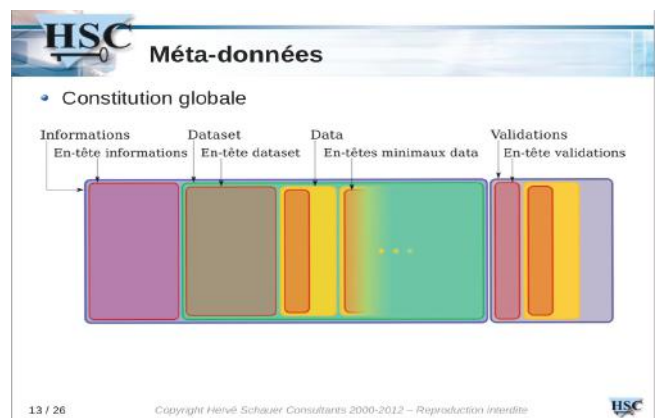 HSC
Méta-données
Constitution globale
Informations Dataset Data Validations
En-tête informations En-tête dataset En-têtes minimaux data En-tête validations
13 / 26 Copyright Hervé Schauer Consultants 2000-2012 – Reproduction interdite HSC